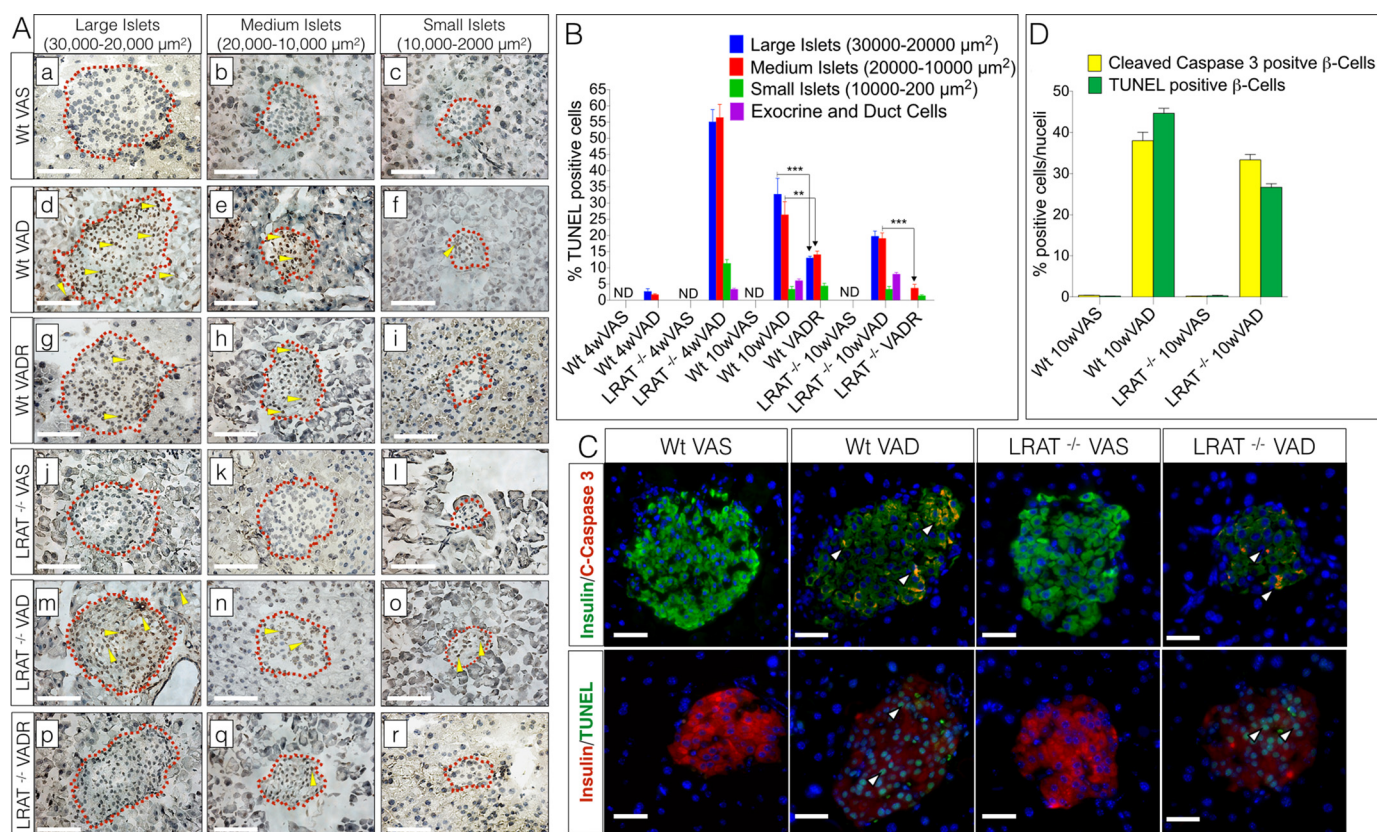 A
Large Islets
(30,000-20,000 µm²)
Medium Islets
(20,000-10,000 µm²)
Small Islets
(10,000-2000 µm²)
Wt VAS
a
b
c
Wt VAD
d
e
f
Wt VADR
g
h
i
LRAT -/- VAS
j
k
l
LRAT -/- VAD
m
n
o
LRAT -/- VADR
p
q
r
B
Large Islets (30000-20000 µm²)
Medium Islets (20000-10000 µm²)
Small Islets (10000-200 µm²)
Exocrine and Duct Cells
% TUNEL positive cells
65
60
55
50
45
40
35
30
25
20
15
10
5
0
ND
ND
ND
ND
***
**
***
Wt 4wVAS
Wt 4wVAD
LRAT -/- 4wVAS
LRAT -/- 4wVAD
Wt 10wVAS
Wt 10wVAD
Wt VADR
LRAT -/- 10wVAS
LRAT -/- 10wVAD
LRAT -/- VADR
D
Cleaved Caspase 3 positve β-Cells
TUNEL positive β-Cells
% positive cells/nuceli
50
40
30
20
10
0
Wt 10wVAS
Wt 10wVAD
LRAT -/- 10wVAS
LRAT -/- 10wVAD
C
Wt VAS
Wt VAD
LRAT -/- VAS
LRAT -/- VAD
Insulin/C-Caspase 3
Insulin/TUNEL